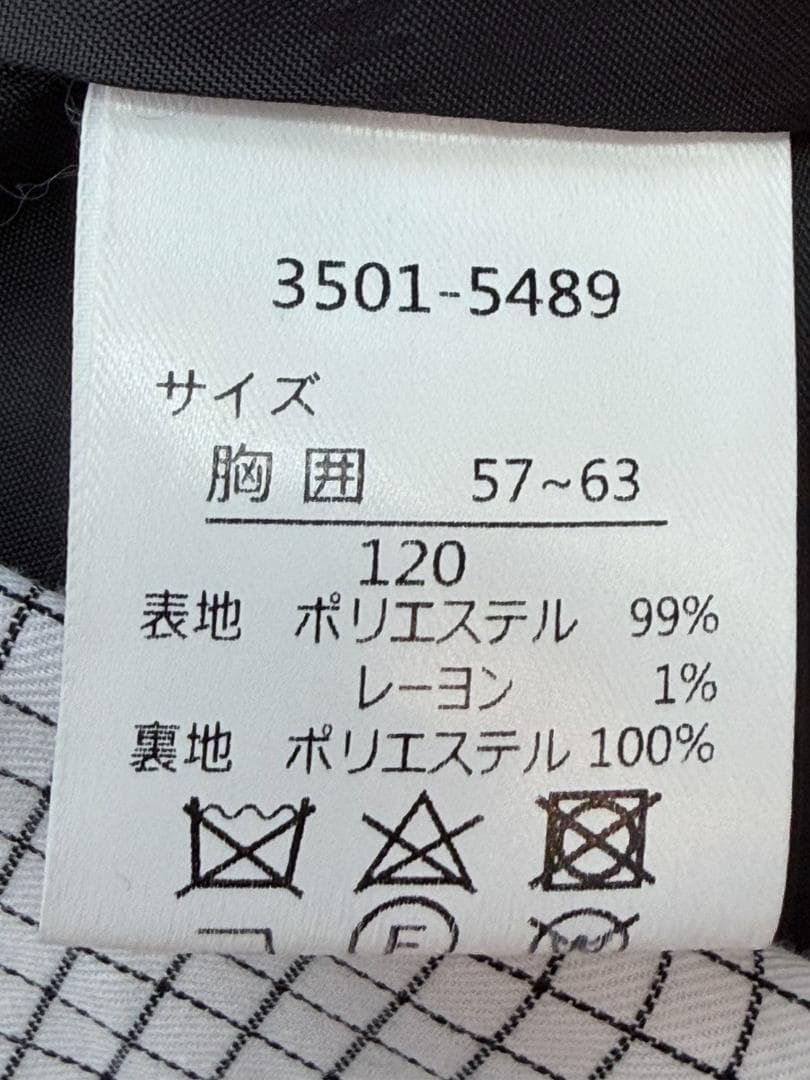 3501-5489
サイズ
胸囲 57~63
120
表地 ポリエステル 99%
レーヨン 1%
裏地 ポリエステル 100%